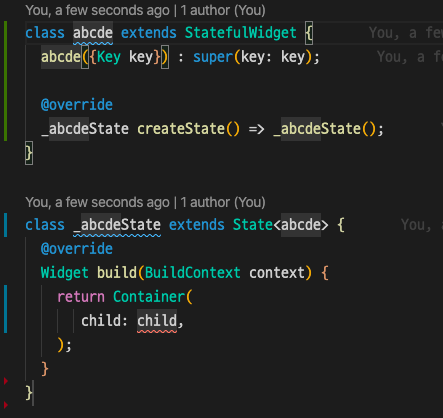 You, a few seconds ago | 1 author (You)
class abcde extends StatefulWidget { You, a few
abcde({Key key}) : super(key: key); You, a few

@override
_abcdeState createState() => _abcdeState();
}

You, a few seconds ago | 1 author (You)
class _abcdeState extends State<abcde> { You, a
@override
Widget build(BuildContext context) {
return Container(
child: child,
);
}
}